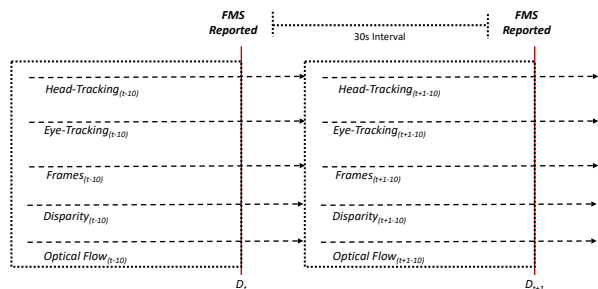 FMS
Reported
30s Interval
FMS
Reported
Head-Tracking(t-10)
Head-Tracking(t+1-10)
Eye-Tracking(t-10)
Eye-Tracking(t+1-10)
Frames(t-10)
Frames(t+1-10)
Disparity(t-10)
Disparity(t+1-10)
Optical Flow(t-10)
Optical Flow(t+1-10)
Dt
Dt+1